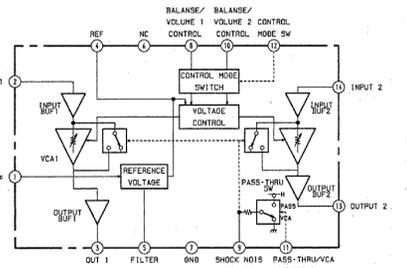 BALANSE/ BALANSE/
REF NC VOLUME 1 VOLUME 2 CONTROL
CONTROL CONTROL MODE SW
4 6 8 10 12
CONTROL MODE
SWITCH
2 14 INPUT 2
INPUT
BUF1
VOLTAGE
CONTROL
INPUT
BUF2
VCA1
1
REFERENCE
VOLTAGE
PASS-THRU
SW
H
PASS
VCA
OUTPUT
BUF2
13 OUTPUT 2
OUTPUT
BUF1
3 5 7 9 11
OUT 1 FILTER GND SHOCK NOIS PASS-THRU/VCA